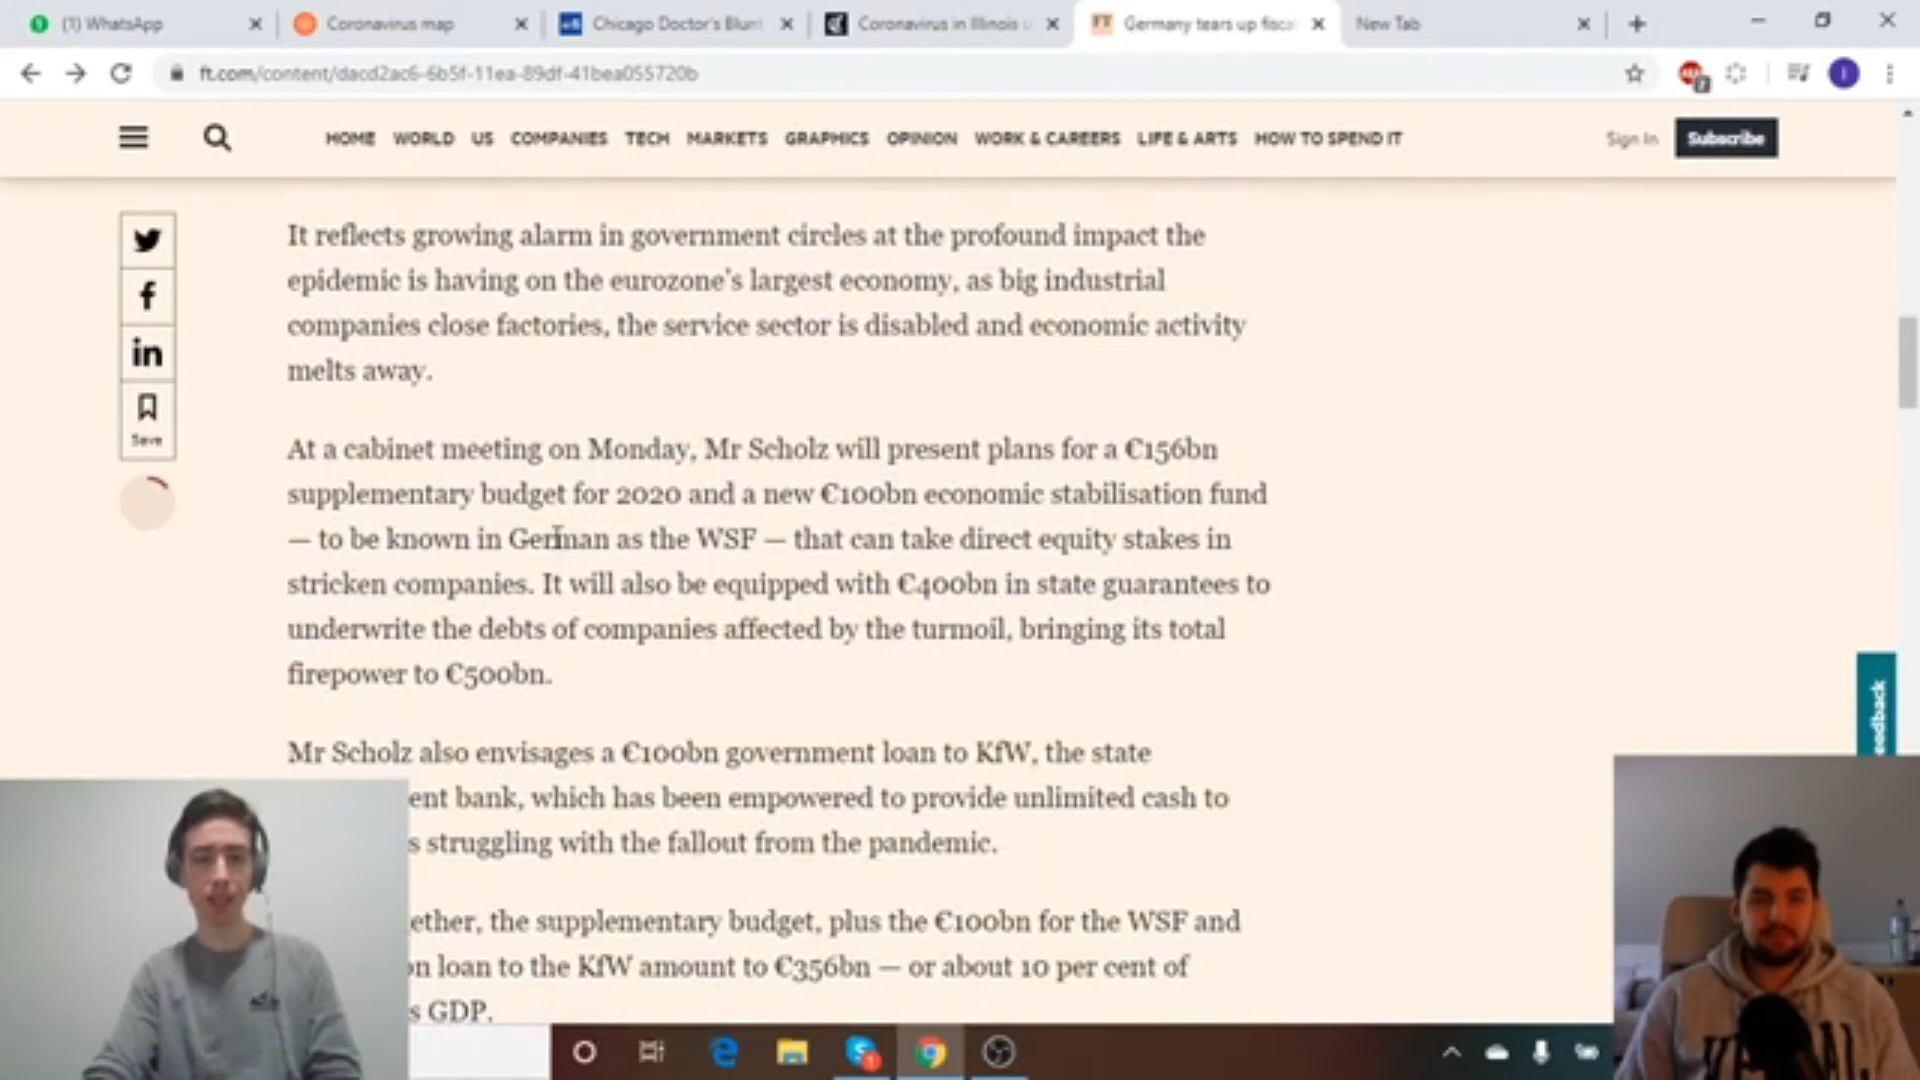 (1) WhatsApp
Coronavirus map
Chicago Doctor's Blunt
Coronavirus in Illinois u
FT
Germany tears up fisca
New Tab
ft.com/content/dacd2ac6-6b5f-11ea-89df-41bea055720b
HOME WORLD US COMPANIES TECH MARKETS GRAPHICS OPINION WORK & CAREERS LIFE & ARTS HOW TO SPEND IT
Sign In
Subscribe
It reflects growing alarm in government circles at the profound impact the
epidemic is having on the eurozone's largest economy, as big industrial
companies close factories, the service sector is disabled and economic activity
melts away.
Save
At a cabinet meeting on Monday, Mr Scholz will present plans for a €156bn
supplementary budget for 2020 and a new €100bn economic stabilisation fund
— to be known in German as the WSF — that can take direct equity stakes in
stricken companies. It will also be equipped with €400bn in state guarantees to
underwrite the debts of companies affected by the turmoil, bringing its total
firepower to €500bn.
edback
Mr Scholz also envisages a €100bn government loan to KfW, the state
ent bank, which has been empowered to provide unlimited cash to
s struggling with the fallout from the pandemic.
ether, the supplementary budget, plus the €100bn for the WSF and
n loan to the KfW amount to €356bn — or about 10 per cent of
s GDP.